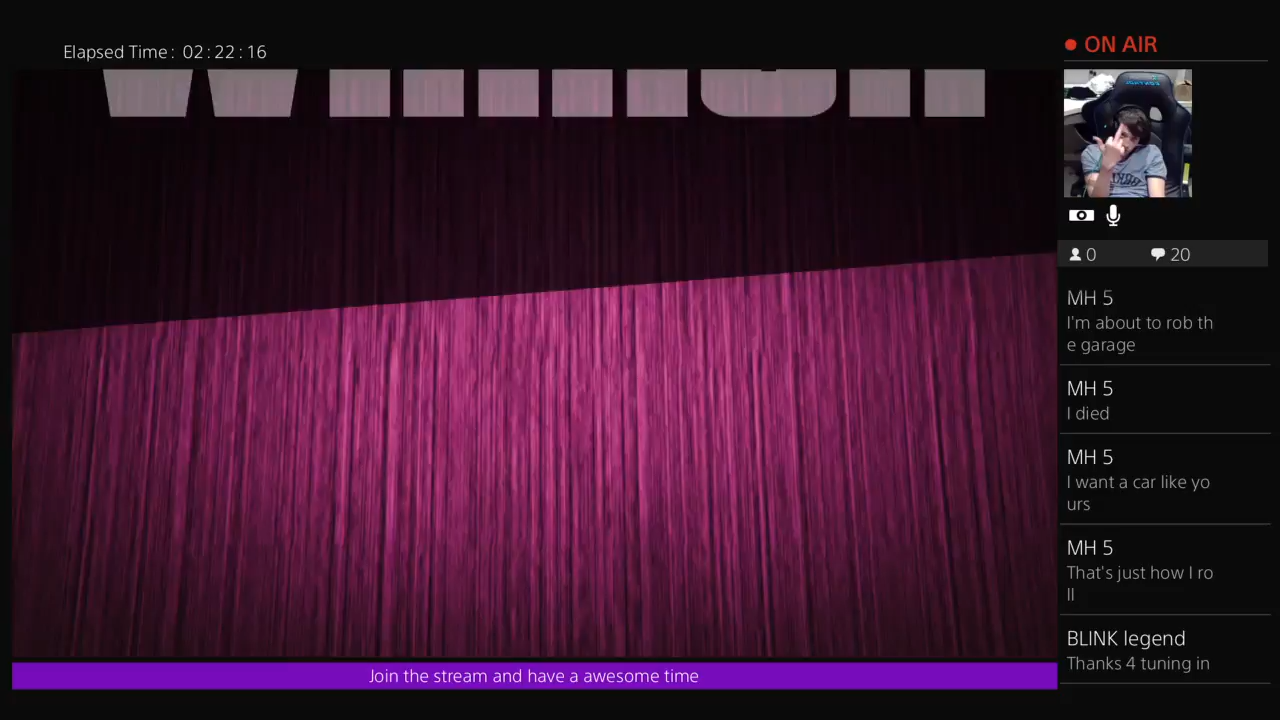 Elapsed Time: 02:22:16
ON AIR
0
20
MH 5
I'm about to rob th
e garage
MH 5
I died
MH 5
I want a car like yo
urs
MH 5
That's just how I ro
ll
BLINK legend
Thanks 4 tuning in
Join the stream and have a awesome time